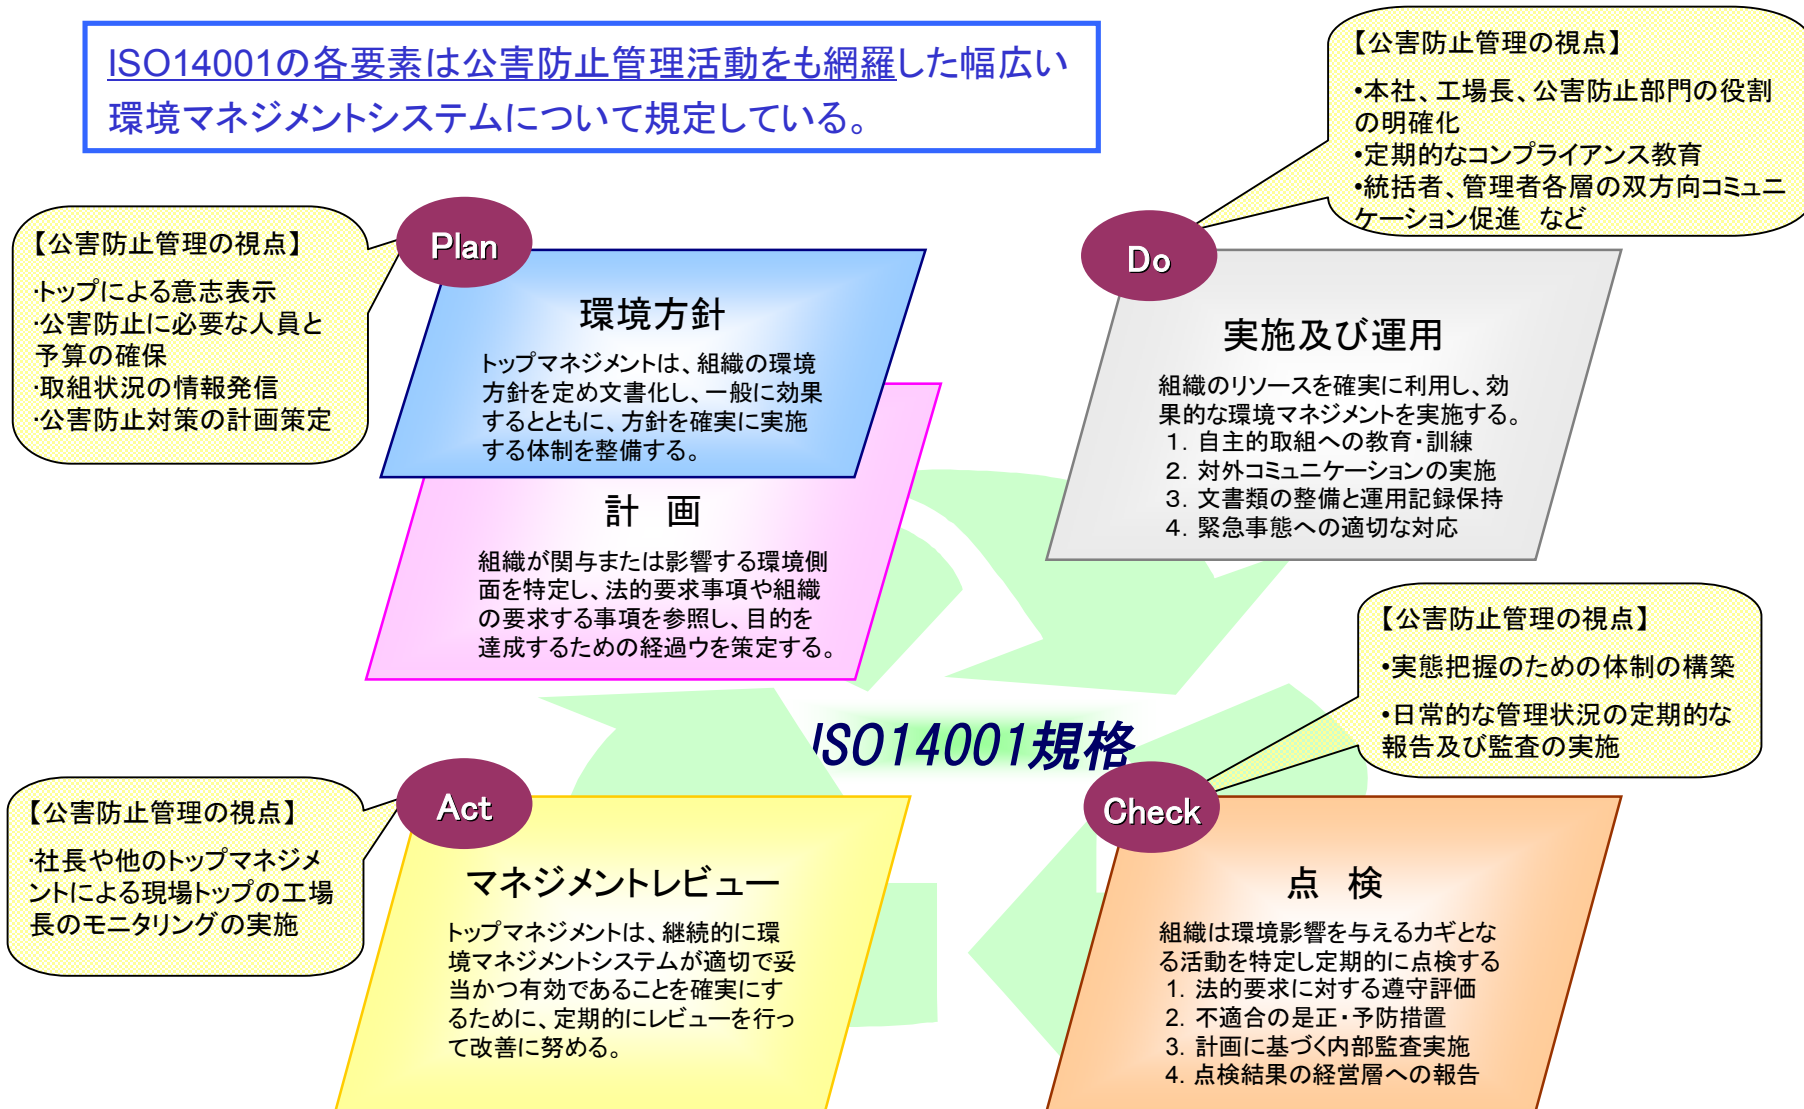 ISO14001の各要素は公害防止管理活動をも網羅した幅広い
環境マネジメントシステムについて規定している。
【公害防止管理の視点】
•本社、工場長、公害防止部門の役割
の明確化
•定期的なコンプライアンス教育
•統括者、管理者各層の双方向コミュニ
ケーション促進 など
Plan
【公害防止管理の視点】
·トップによる意志表示
·公害防止に必要な人員と
予算の確保
·取組状況の情報発信
·公害防止対策の計画策定
環境方針
トップマネジメントは、組織の環境
方針を定め文書化し、一般に効果
するとともに、方針を確実に実施
する体制を整備する。
計 画
組織が関与または影響する環境側
面を特定し、法的要求事項や組織
の要求する事項を参照し、目的を
達成するための経過ウを策定する。
Do
実施及び運用
組織のリソースを確実に利用し、効
果的な環境マネジメントを実施する。
1. 自主的取組への教育・訓練
2. 対外コミュニケーションの実施
3. 文書類の整備と運用記録保持
4. 緊急事態への適切な対応
【公害防止管理の視点】
•実態把握のための体制の構築
•日常的な管理状況の定期的な
報告及び監査の実施
ISO14001規格
Act
【公害防止管理の視点】
·社長や他のトップマネジメ
ントによる現場トップの工場
長のモニタリングの実施
マネジメントレビュー
トップマネジメントは、継続的に環
境マネジメントシステムが適切で妥
当かつ有効であることを確実にす
るために、定期的にレビューを行っ
て改善に努める。
Check
点 検
組織は環境影響を与えるカギとな
る活動を特定し定期的に点検する
1. 法的要求に対する遵守評価
2. 不適合の是正・予防措置
3. 計画に基づく内部監査実施
4. 点検結果の経営層への報告